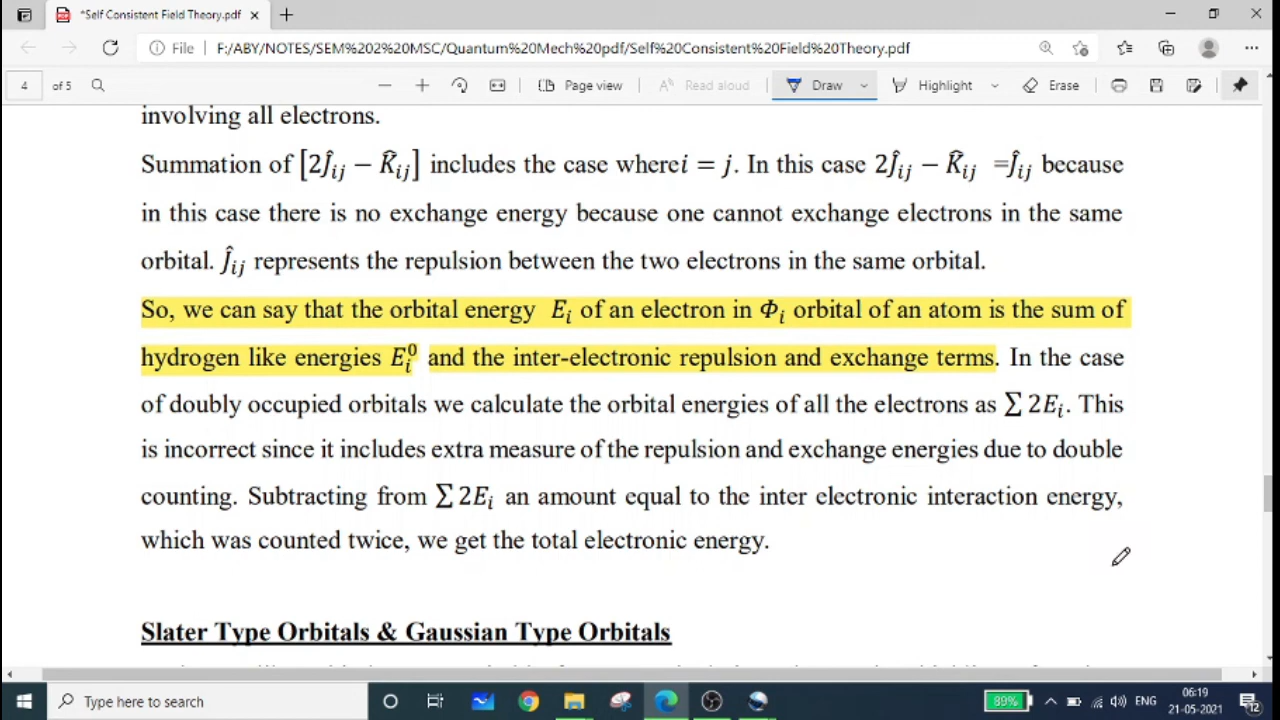 *Self Consistent Field Theory.pdf
File F:/ABY/NOTES/SEM%202%20MSC/Quantum%20Mech%20pdf/Self%20Consistent%20Field%20Theory.pdf
4 of 5 Page view Read aloud Draw Highlight Erase
involving all electrons.
Summation of [2Ĵᵢⱼ − K̂ᵢⱼ] includes the case where𝑖 = 𝑗. In this case 2Ĵᵢⱼ − K̂ᵢⱼ =Ĵᵢⱼ because
in this case there is no exchange energy because one cannot exchange electrons in the same
orbital. Ĵᵢⱼ represents the repulsion between the two electrons in the same orbital.
So, we can say that the orbital energy Eᵢ of an electron in Φᵢ orbital of an atom is the sum of
hydrogen like energies Eᵢ⁰ and the inter-electronic repulsion and exchange terms. In the case
of doubly occupied orbitals we calculate the orbital energies of all the electrons as ∑ 2Eᵢ. This
is incorrect since it includes extra measure of the repulsion and exchange energies due to double
counting. Subtracting from ∑ 2Eᵢ an amount equal to the inter electronic interaction energy,
which was counted twice, we get the total electronic energy.
Slater Type Orbitals & Gaussian Type Orbitals
Type here to search 89% ENG 06:19
21-05-2021 12